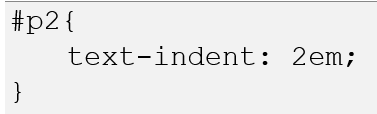 #p2{
    text-indent: 2em;
}